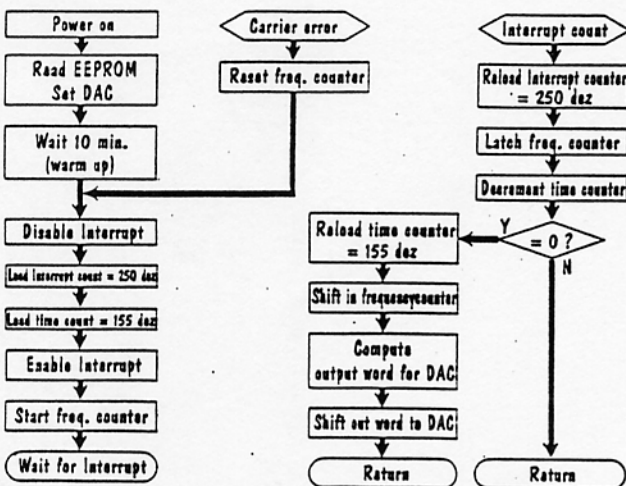 Power on
Read EEPROM
Set DAC
Wait 10 min.
(warm up)
Disable Interrupt
Load Interrupt count = 250 dez
Load time count = 155 dez
Enable Interrupt
Start freq. counter
Wait for Interrupt
Carrier error
Reset freq. counter
Interrupt count
Reload Interrupt counter
= 250 dez
Latch freq. counter
Decrement time counter
= 0 ?
Y
N
Reload time counter
= 155 dez
Shift in frequencycounter
Compute
output word for DAC
Shift out word to DAC
Return
Return